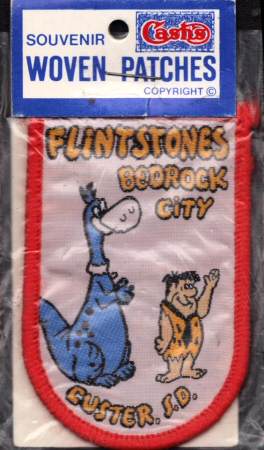 SOUVENIR
Cash's
WOVEN PATCHES
COPYRIGHT ©
FLINTSTONES
BEDROCK
CITY
CUSTER, S.D.